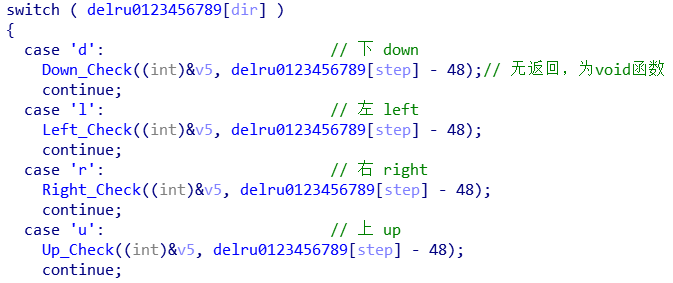 switch ( delru0123456789[dir] )
{
  case 'd':                         // 下 down
    Down_Check((int)&v5, delru0123456789[step] - 48);// 无返回，为void函数
    continue;
  case 'l':                         // 左 left
    Left_Check((int)&v5, delru0123456789[step] - 48);
    continue;
  case 'r':                         // 右 right
    Right_Check((int)&v5, delru0123456789[step] - 48);
    continue;
  case 'u':                         // 上 up
    Up_Check((int)&v5, delru0123456789[step] - 48);
    continue;